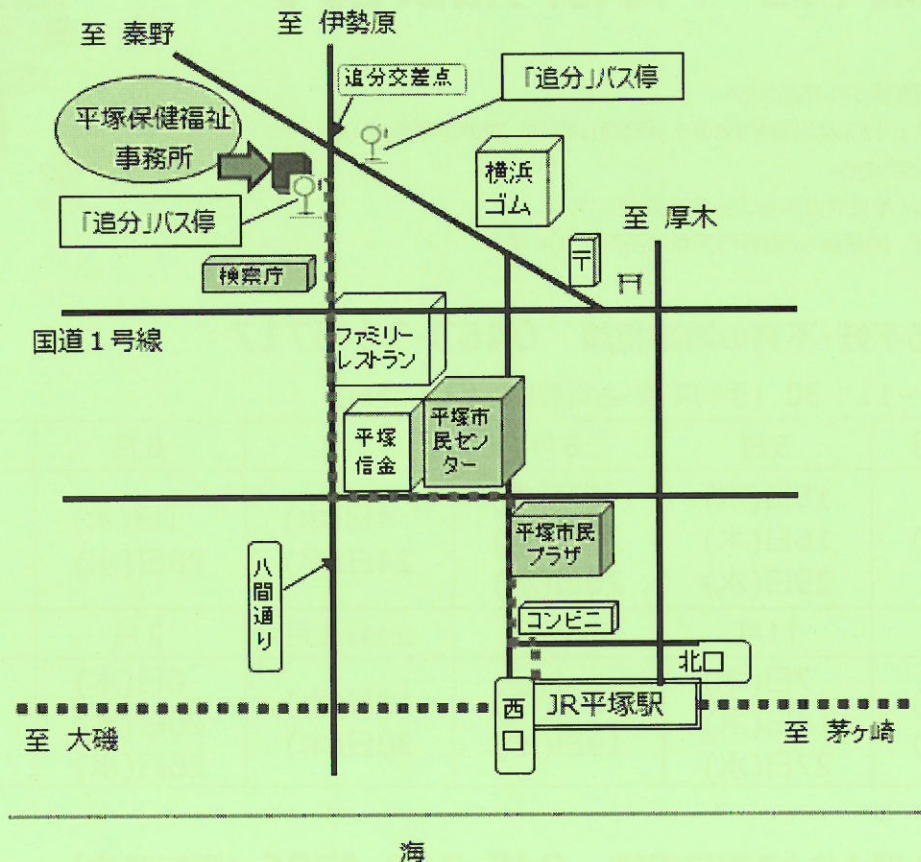 至 伊勢原
至 秦野
追分交差点
「追分」バス停
平塚保健福祉
事務所
横浜
ゴム
「追分」バス停
至 厚木
〒
検察庁
国道1号線
ファミリー
レストラン
平塚
信金
平塚市
民セン
ター
平塚市民
プラザ
八間通り
コンビニ
北口
西口
JR平塚駅
至 大磯
至 茅ヶ崎
海